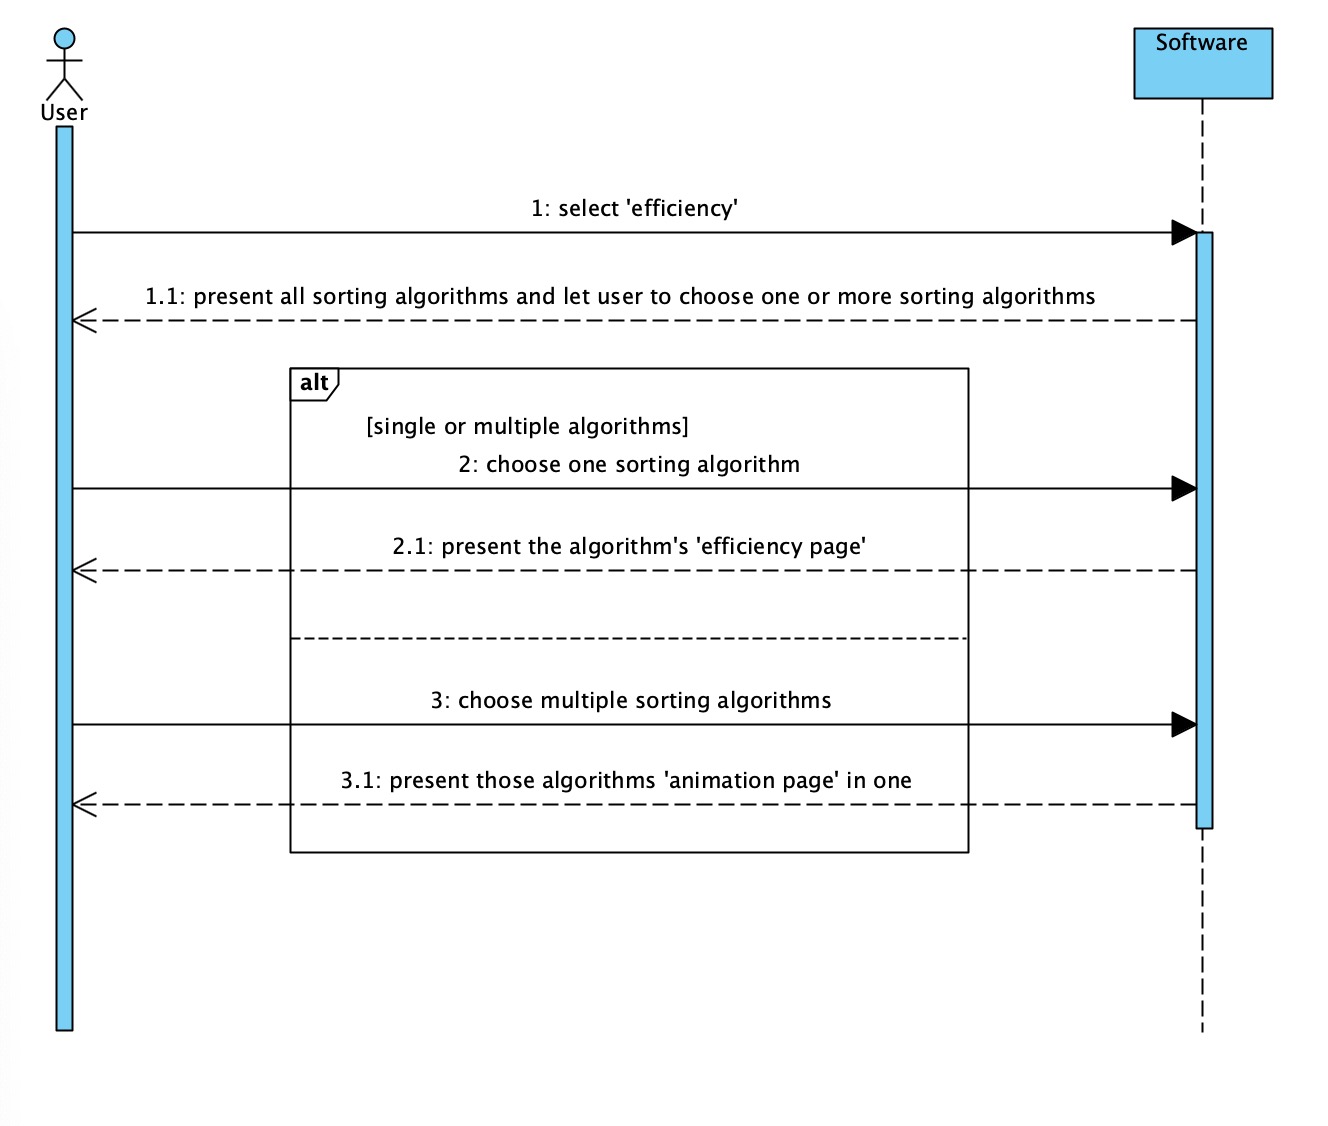 Software
User
1: select 'efficiency'
1.1: present all sorting algorithms and let user to choose one or more sorting algorithms
alt
[single or multiple algorithms]
2: choose one sorting algorithm
2.1: present the algorithm's 'efficiency page'
3: choose multiple sorting algorithms
3.1: present those algorithms 'animation page' in one